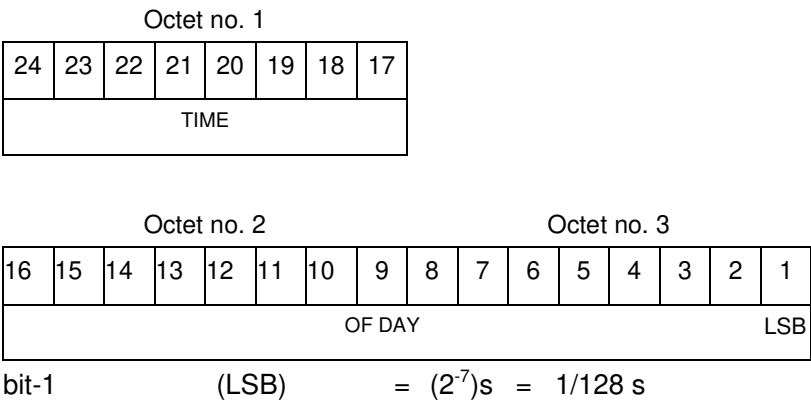 Octet no. 1
24 23 22 21 20 19 18 17
TIME
Octet no. 2 Octet no. 3
16 15 14 13 12 11 10 9 8 7 6 5 4 3 2 1
OF DAY LSB
bit-1 (LSB) = (2⁻⁷)s = 1/128 s